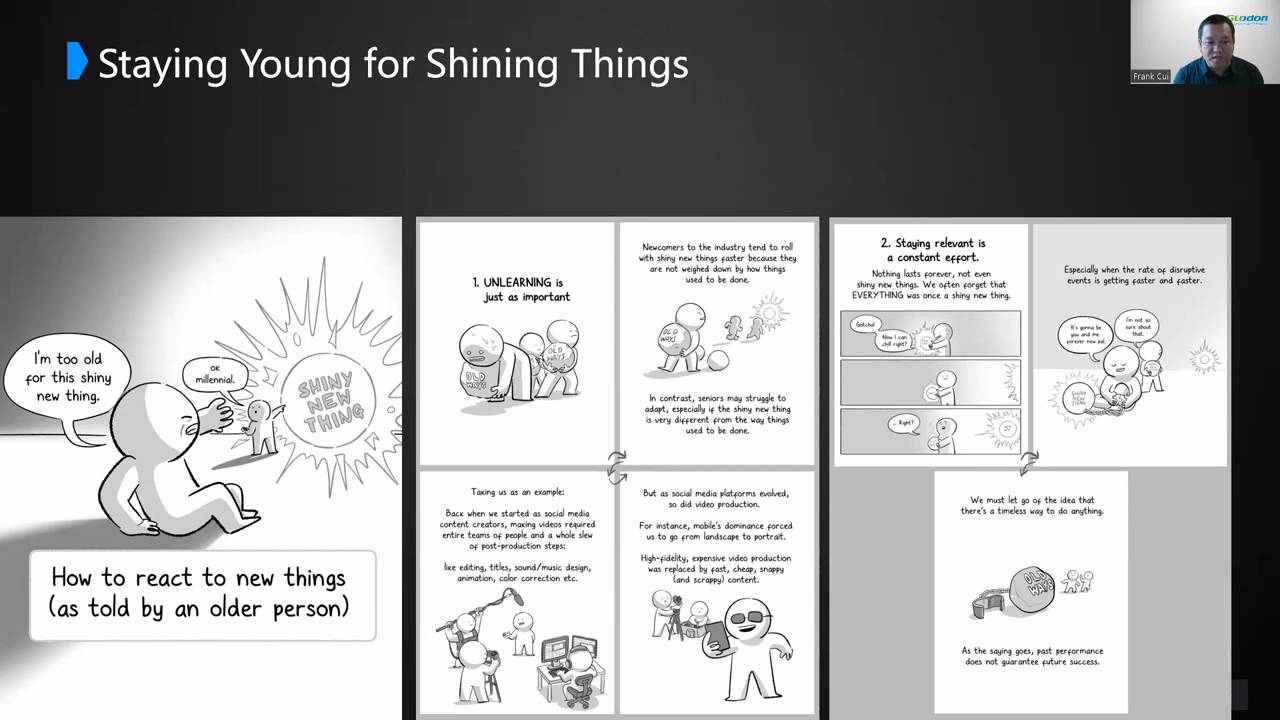 Staying Young for Shining Things
Glodon
Frank Cui
I'm too old
for this shiny
new thing.
OK
millennial.
SHINY
NEW
THING
How to react to new things
(as told by an older person)
1. UNLEARNING is
just as important
OLD
WAYS
OLD
WAYS
Newcomers to the industry tend to roll
with shiny new things faster because they
are not weighed down by how things
used to be done.
OLD
WAYS
In contrast, seniors may struggle to
adapt, especially if the shiny new thing
is very different from the way things
used to be done.
Taking us as an example:
Back when we started as social media
content creators, making videos required
entire teams of people and a whole slew
of post-production steps:
like editing, titles, sound/music design,
animation, color correction etc.
But as social media platforms evolved,
so did video production.
For instance, mobile's dominance forced
us to go from landscape to portrait.
High-fidelity, expensive video production
was replaced by fast, cheap, snappy
(and scrappy) content.
2. Staying relevant is
a constant effort.
Nothing lasts forever, not even
shiny new things. We often forget that
EVERYTHING was once a shiny new thing.
Gotcha!
Now I can
chill right?
... Right?
Especially when the rate of disruptive
events is getting faster and faster.
It's gonna be
you and me
forever now pal.
I'm not so
sure about
that.
SHINY
NEW
THING
We must let go of the idea that
there's a timeless way to do anything.
OLD
WAYS
As the saying goes, past performance
does not guarantee future success.